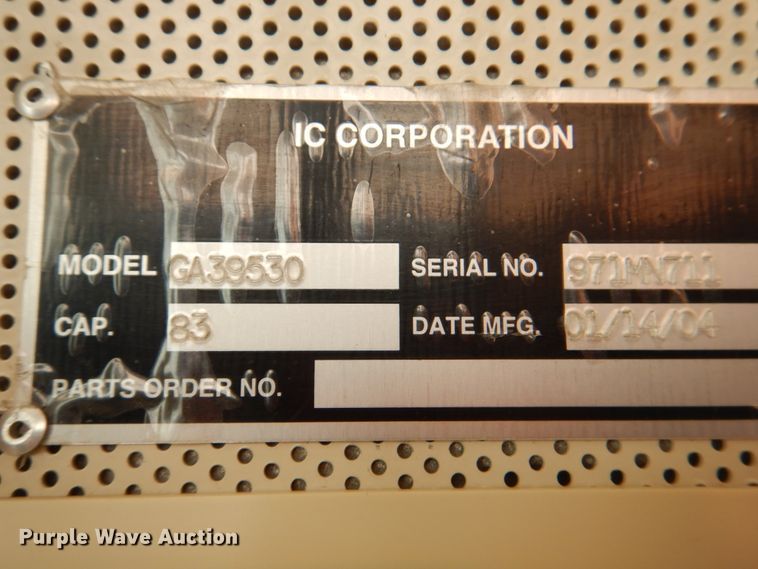 IC CORPORATION
MODEL GA39530 SERIAL NO. 971MN711
CAP. 83 DATE MFG. 01/14/04
PARTS ORDER NO.
Purple Wave Auction